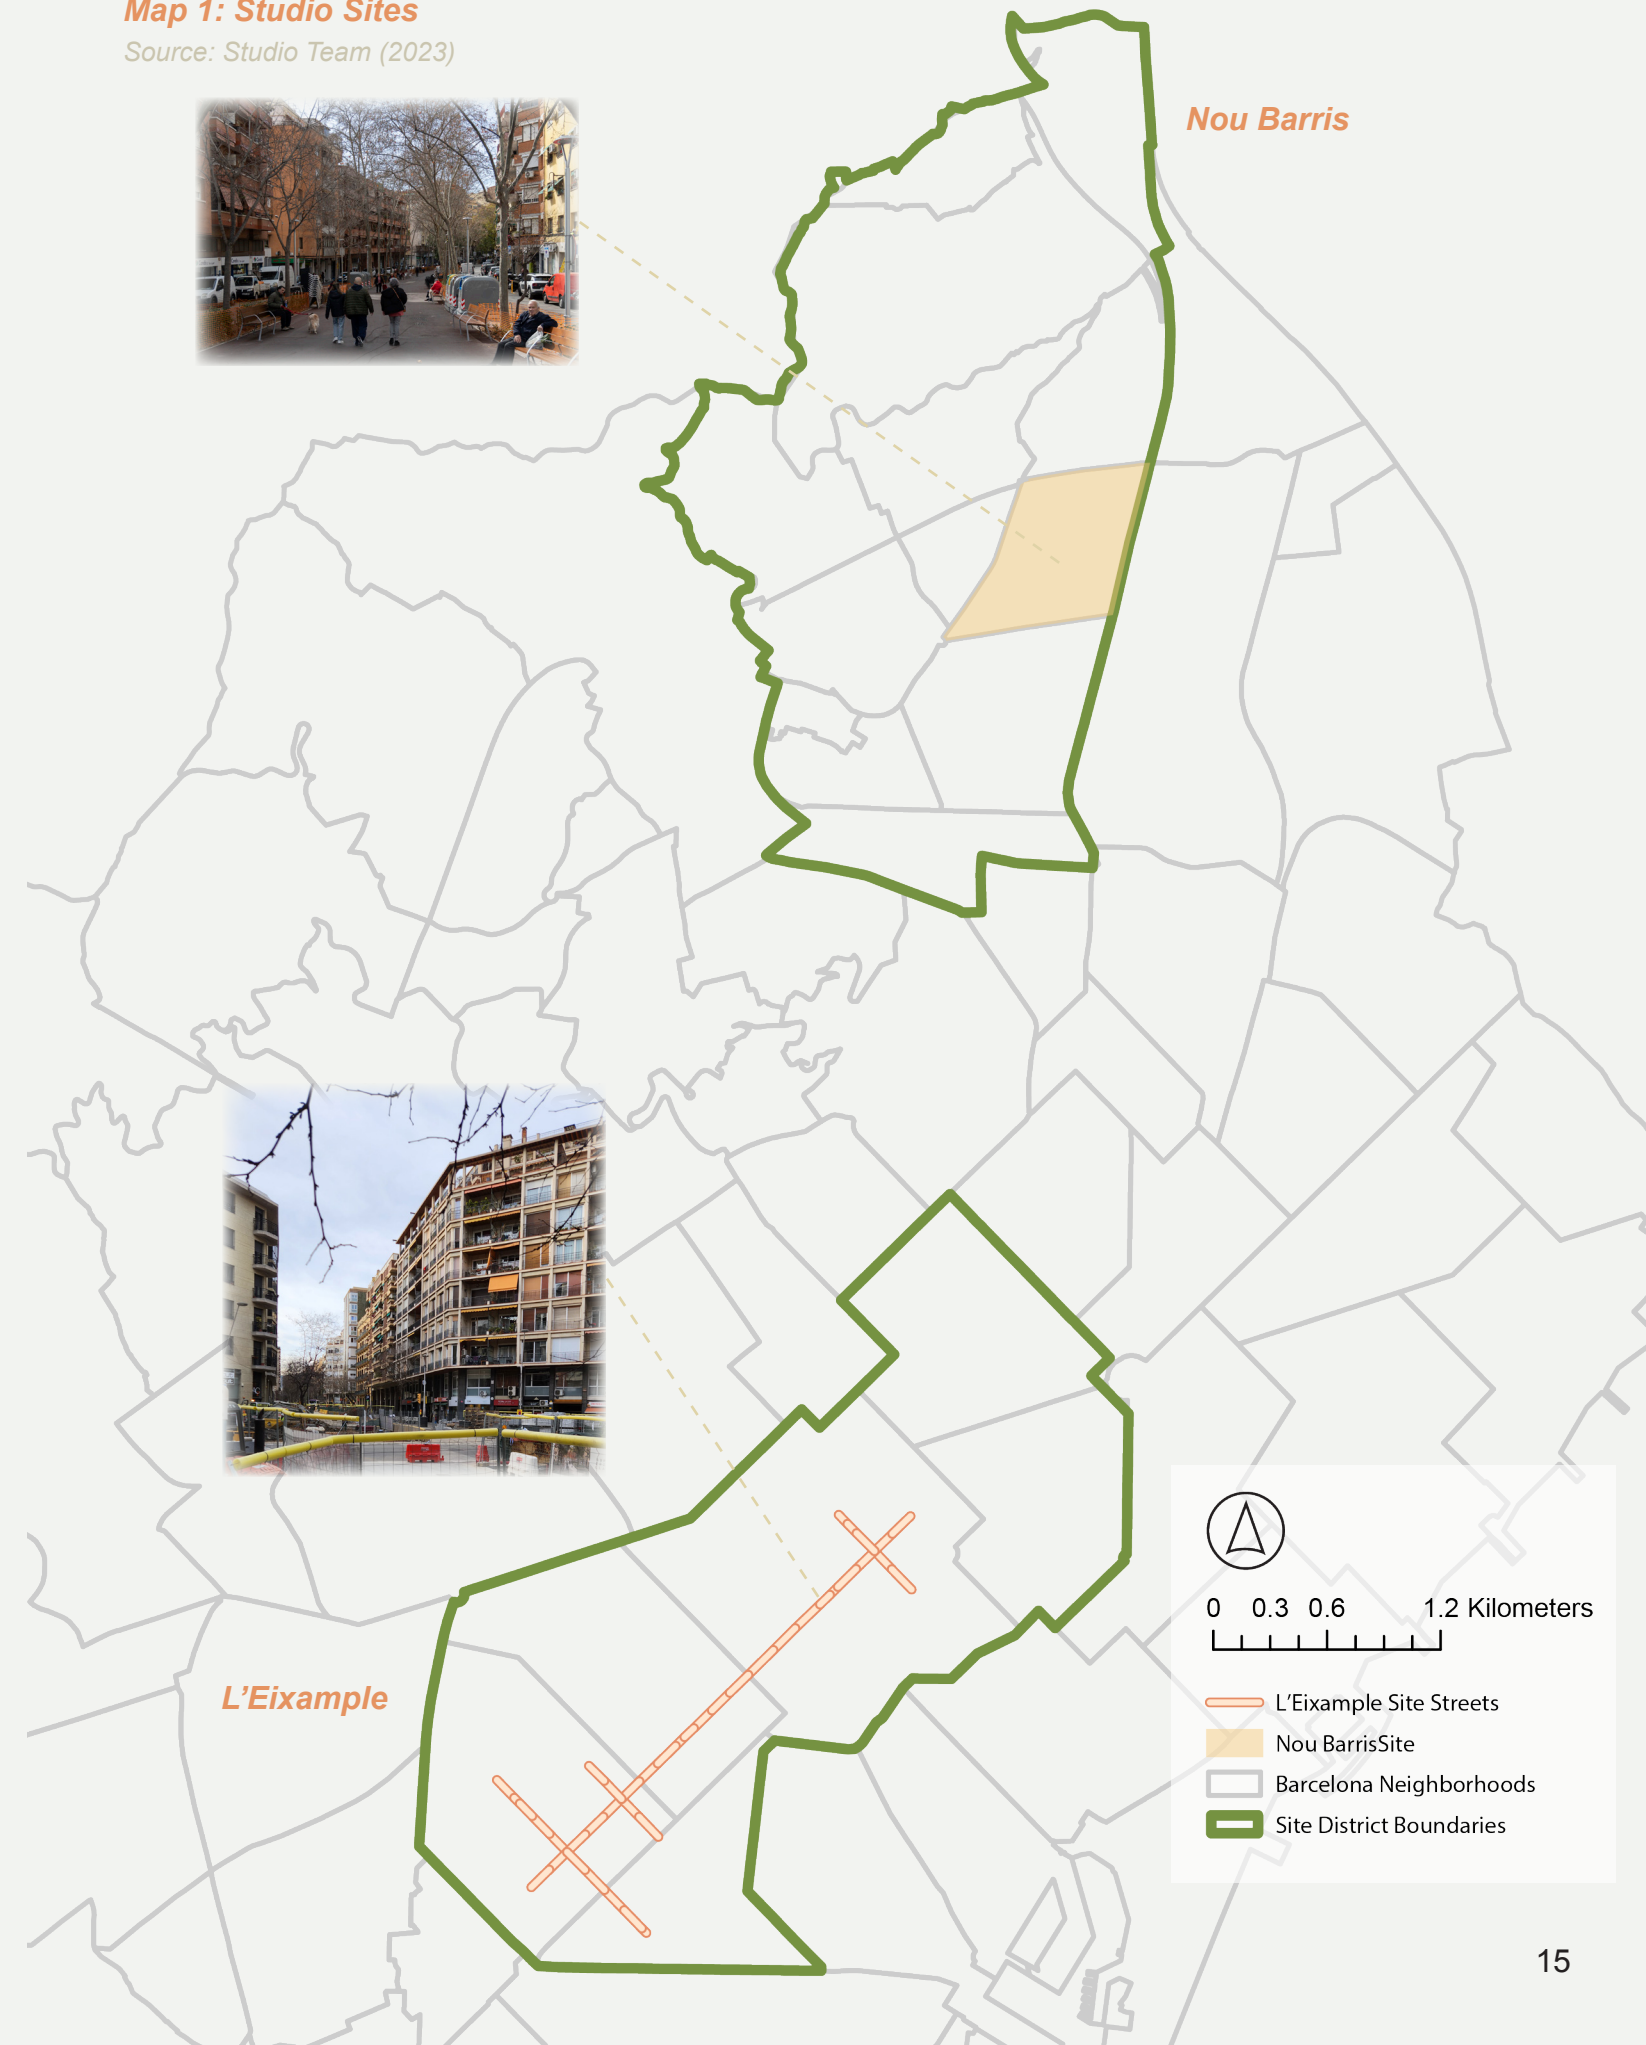 Map 1: Studio Sites
Source: Studio Team (2023)
Nou Barris
L’Eixample
0 0.3 0.6 1.2 Kilometers
L’Eixample Site Streets
Nou BarrisSite
Barcelona Neighborhoods
Site District Boundaries
15